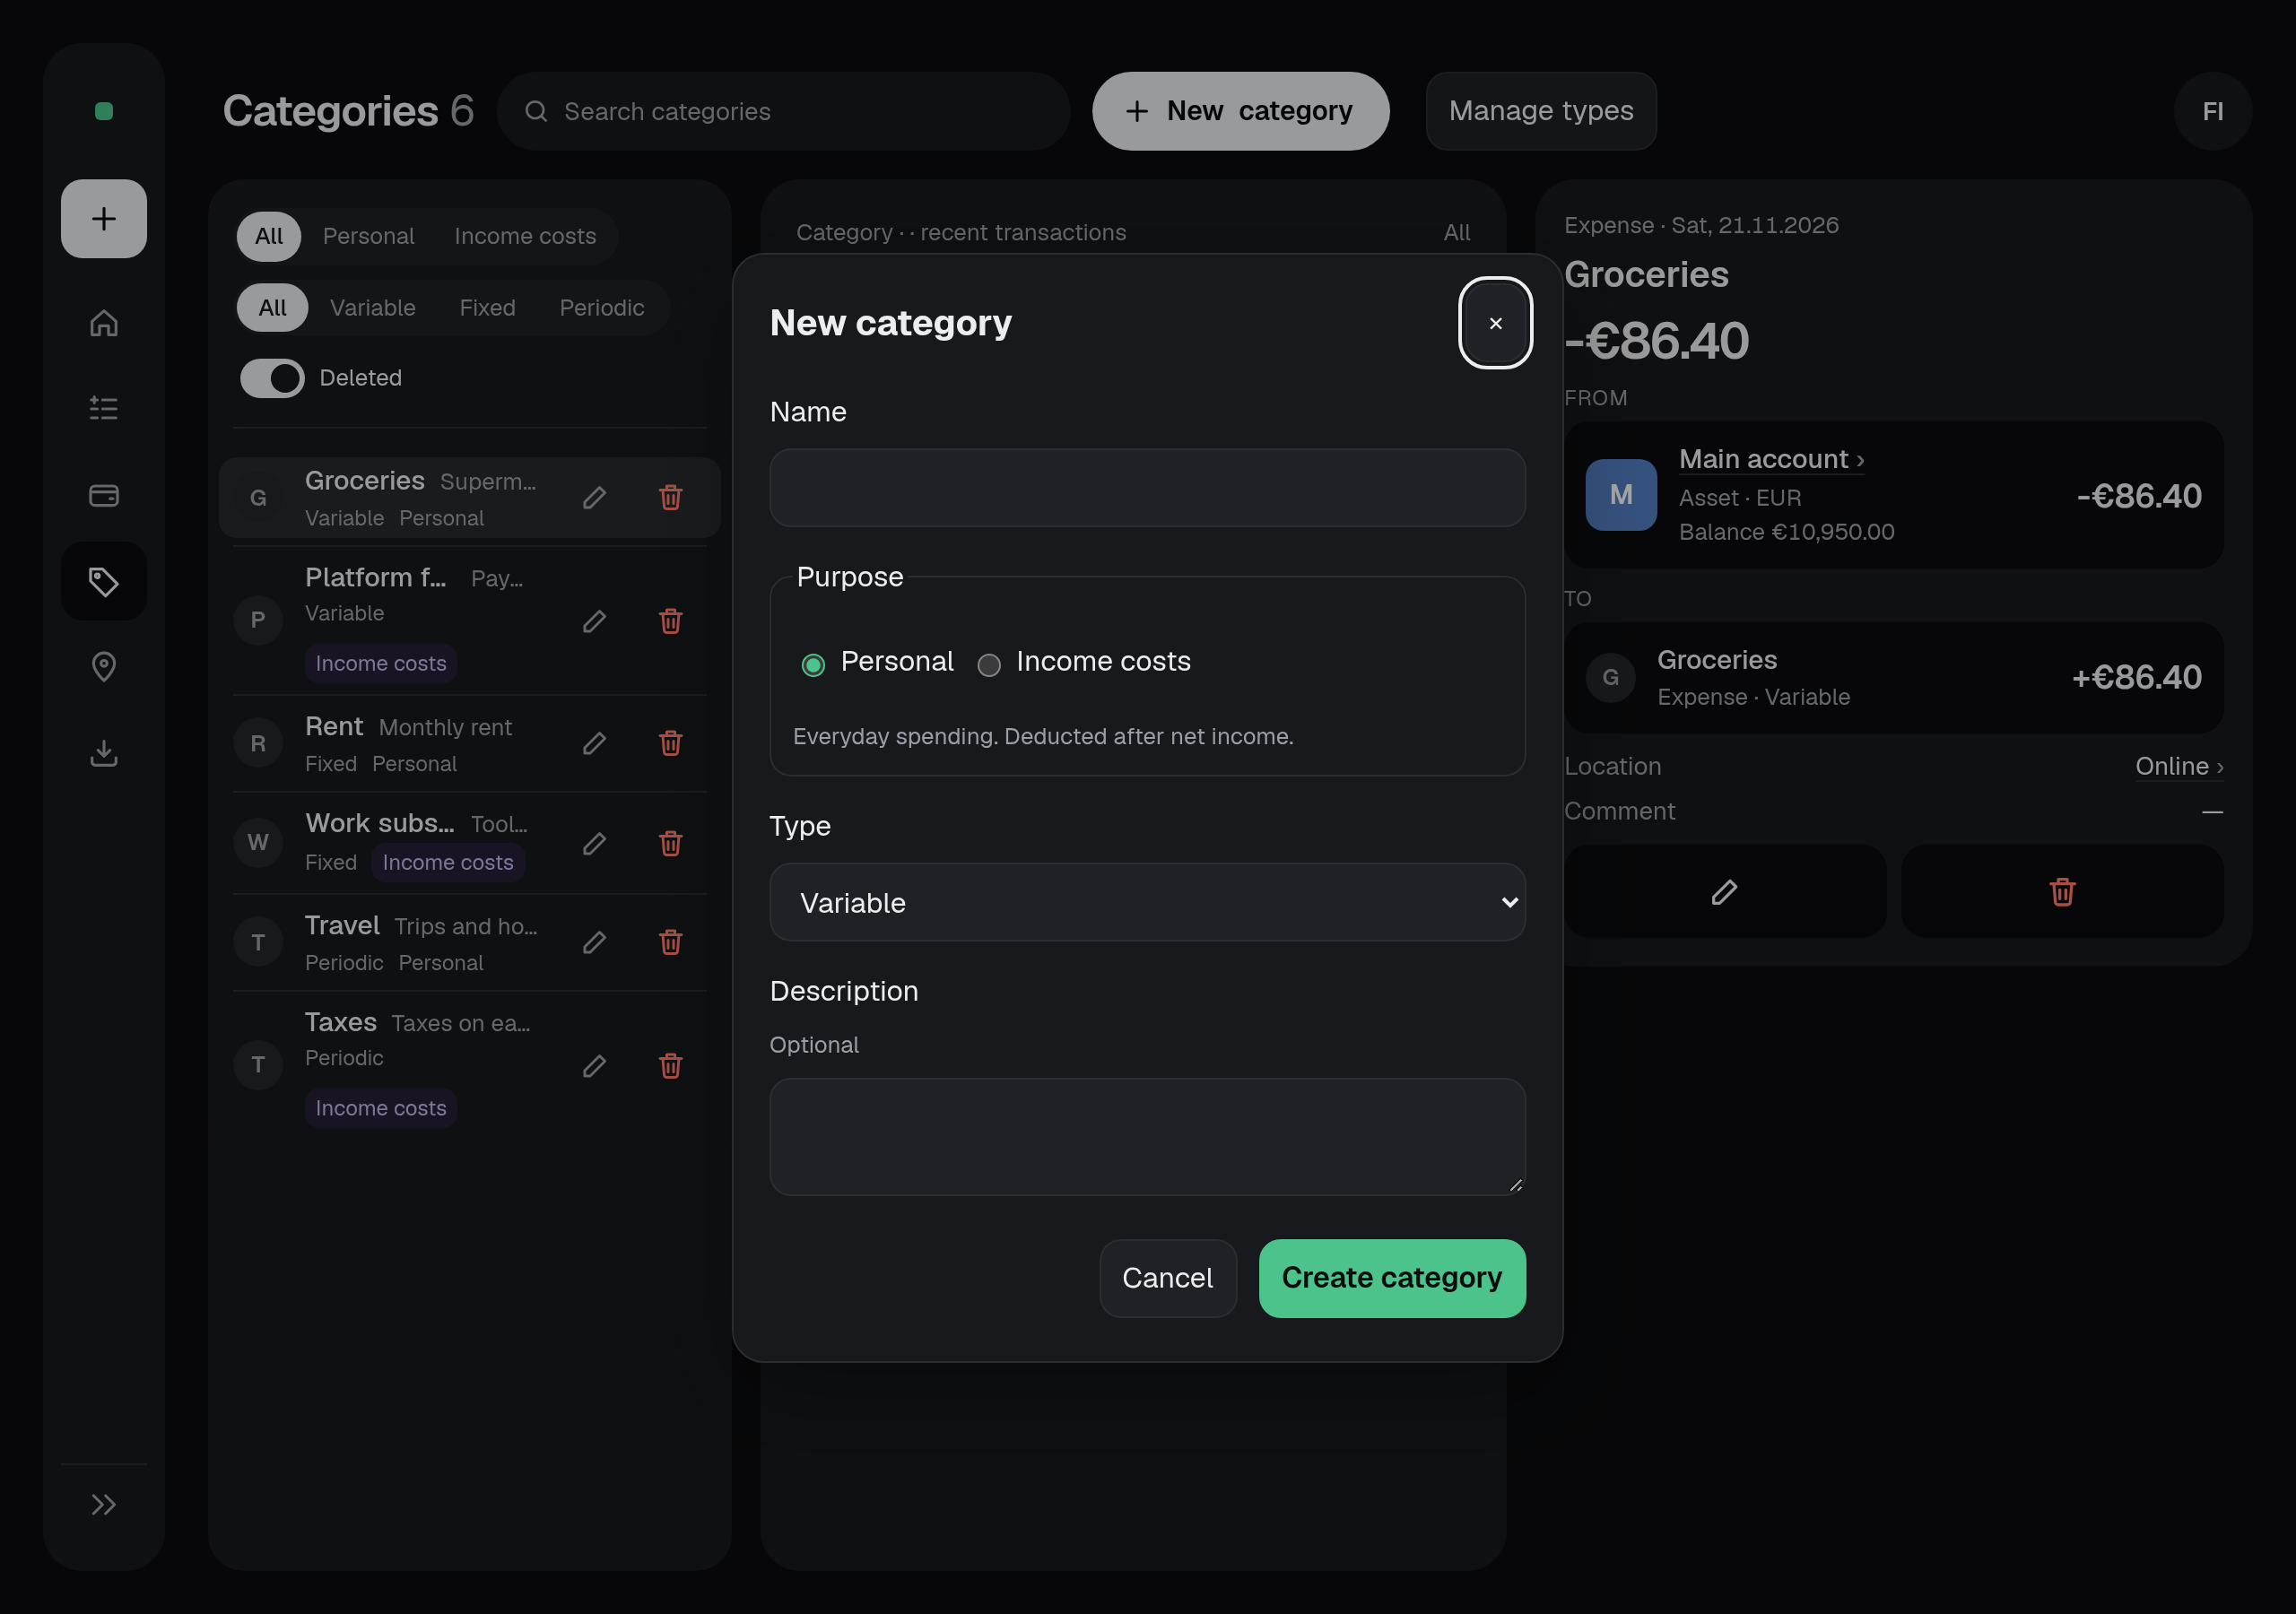 Categories 6
Search categories
New category
Manage types
FI
All Personal Income costs
All Variable Fixed Periodic
Deleted
Groceries Superm...
Variable Personal
G
Platform f... Pay...
Variable
P
Income costs
Rent Monthly rent
R
Fixed Personal
Work subs... Tool...
W
Fixed Income costs
Travel Trips and ho...
T
Periodic Personal
Taxes Taxes on ea...
Periodic
T
Income costs
Category · · recent transactions
All
New category
Name
Purpose
Personal Income costs
Everyday spending. Deducted after net income.
Type
Variable
Description
Optional
Cancel
Create category
Expense · Sat, 21.11.2026
Groceries
-€86.40
FROM
M
Main account ›
Asset · EUR
Balance €10,950.00
-€86.40
TO
G
Groceries
Expense · Variable
+€86.40
Location
Online ›
Comment
—